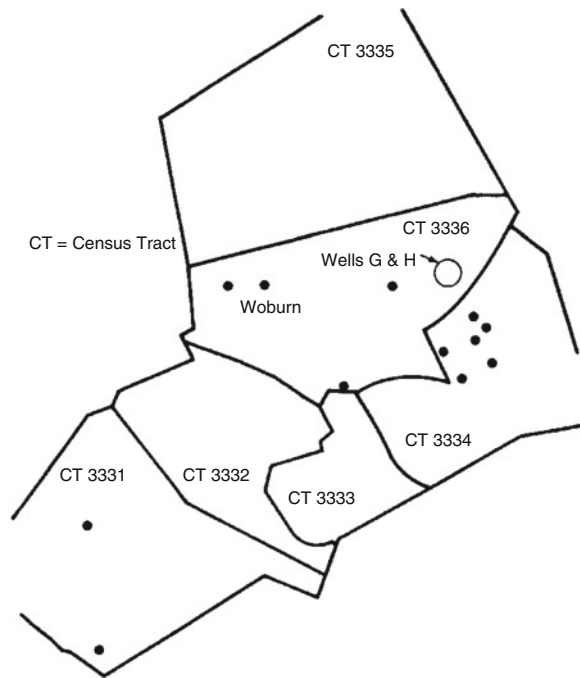 CT 3335
CT 3336
CT = Census Tract
Wells G & H
Woburn
CT 3334
CT 3331
CT 3332
CT 3333